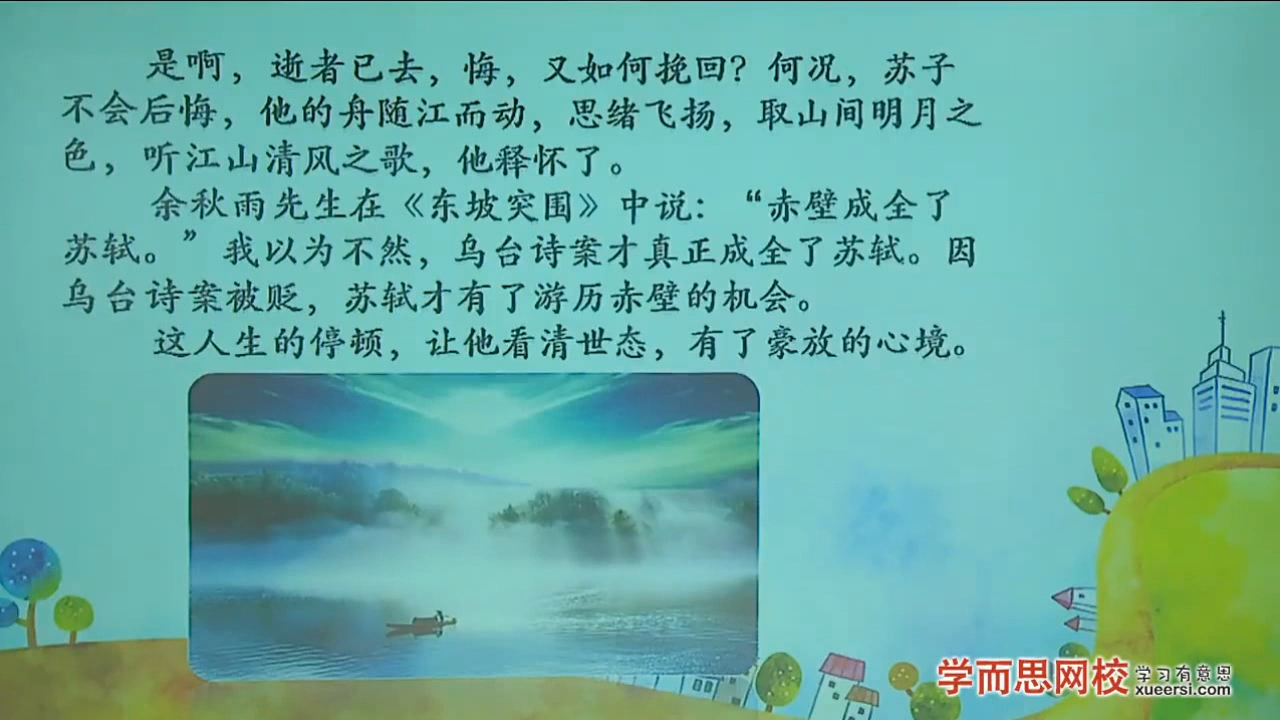 是啊，逝者已去，悔，又如何挽回？何况，苏子
不会后悔，他的舟随江而动，思绪飞扬，取山间明月之
色，听江山清风之歌，他释怀了。
余秋雨先生在《东坡突围》中说：“赤壁成全了
苏轼。”我以为不然，乌台诗案才真正成全了苏轼。因
乌台诗案被贬，苏轼才有了游历赤壁的机会。
这人生的停顿，让他看清世态，有了豪放的心境。
学而思网校 学习有意思
xueersi.com